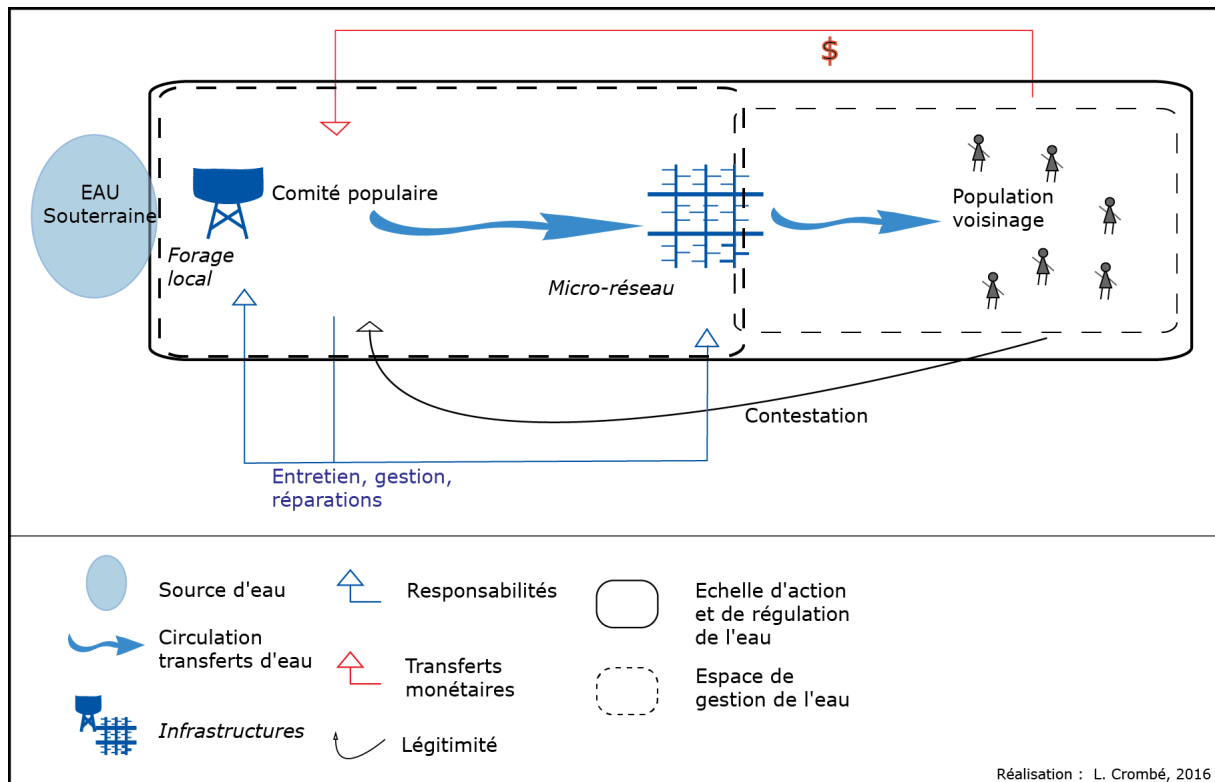 $
EAU
Souterraine
Comité populaire
Population
voisinage
Forage
local
Micro-réseau
Contestation
Entretien, gestion,
réparations
Source d'eau
Circulation
transferts d'eau
Infrastructures
Responsabilités
Transferts
monétaires
Légitimité
Echelle d'action
et de régulation
de l'eau
Espace de
gestion de l'eau
Réalisation : L. Crombé, 2016